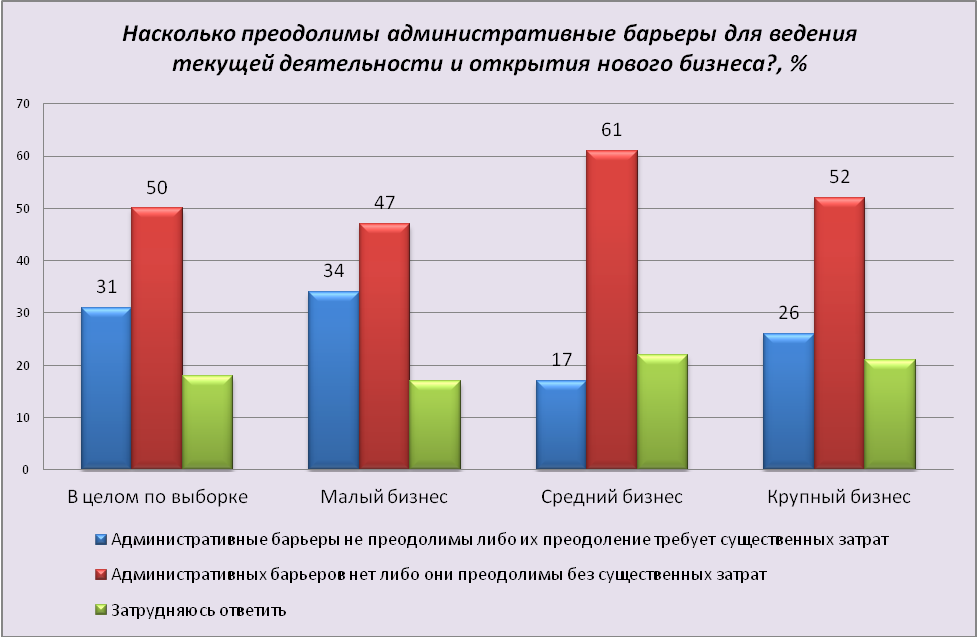 Насколько преодолимы административные барьеры для ведения
текущей деятельности и открытия нового бизнеса?, %
70
60
50
40
30
20
10
0
31
50
34
47
17
61
26
52
В целом по выборке
Малый бизнес
Средний бизнес
Крупный бизнес
Административные барьеры не преодолимы либо их преодоление требует существенных затрат
Административных барьеров нет либо они преодолимы без существенных затрат
Затрудняюсь ответить